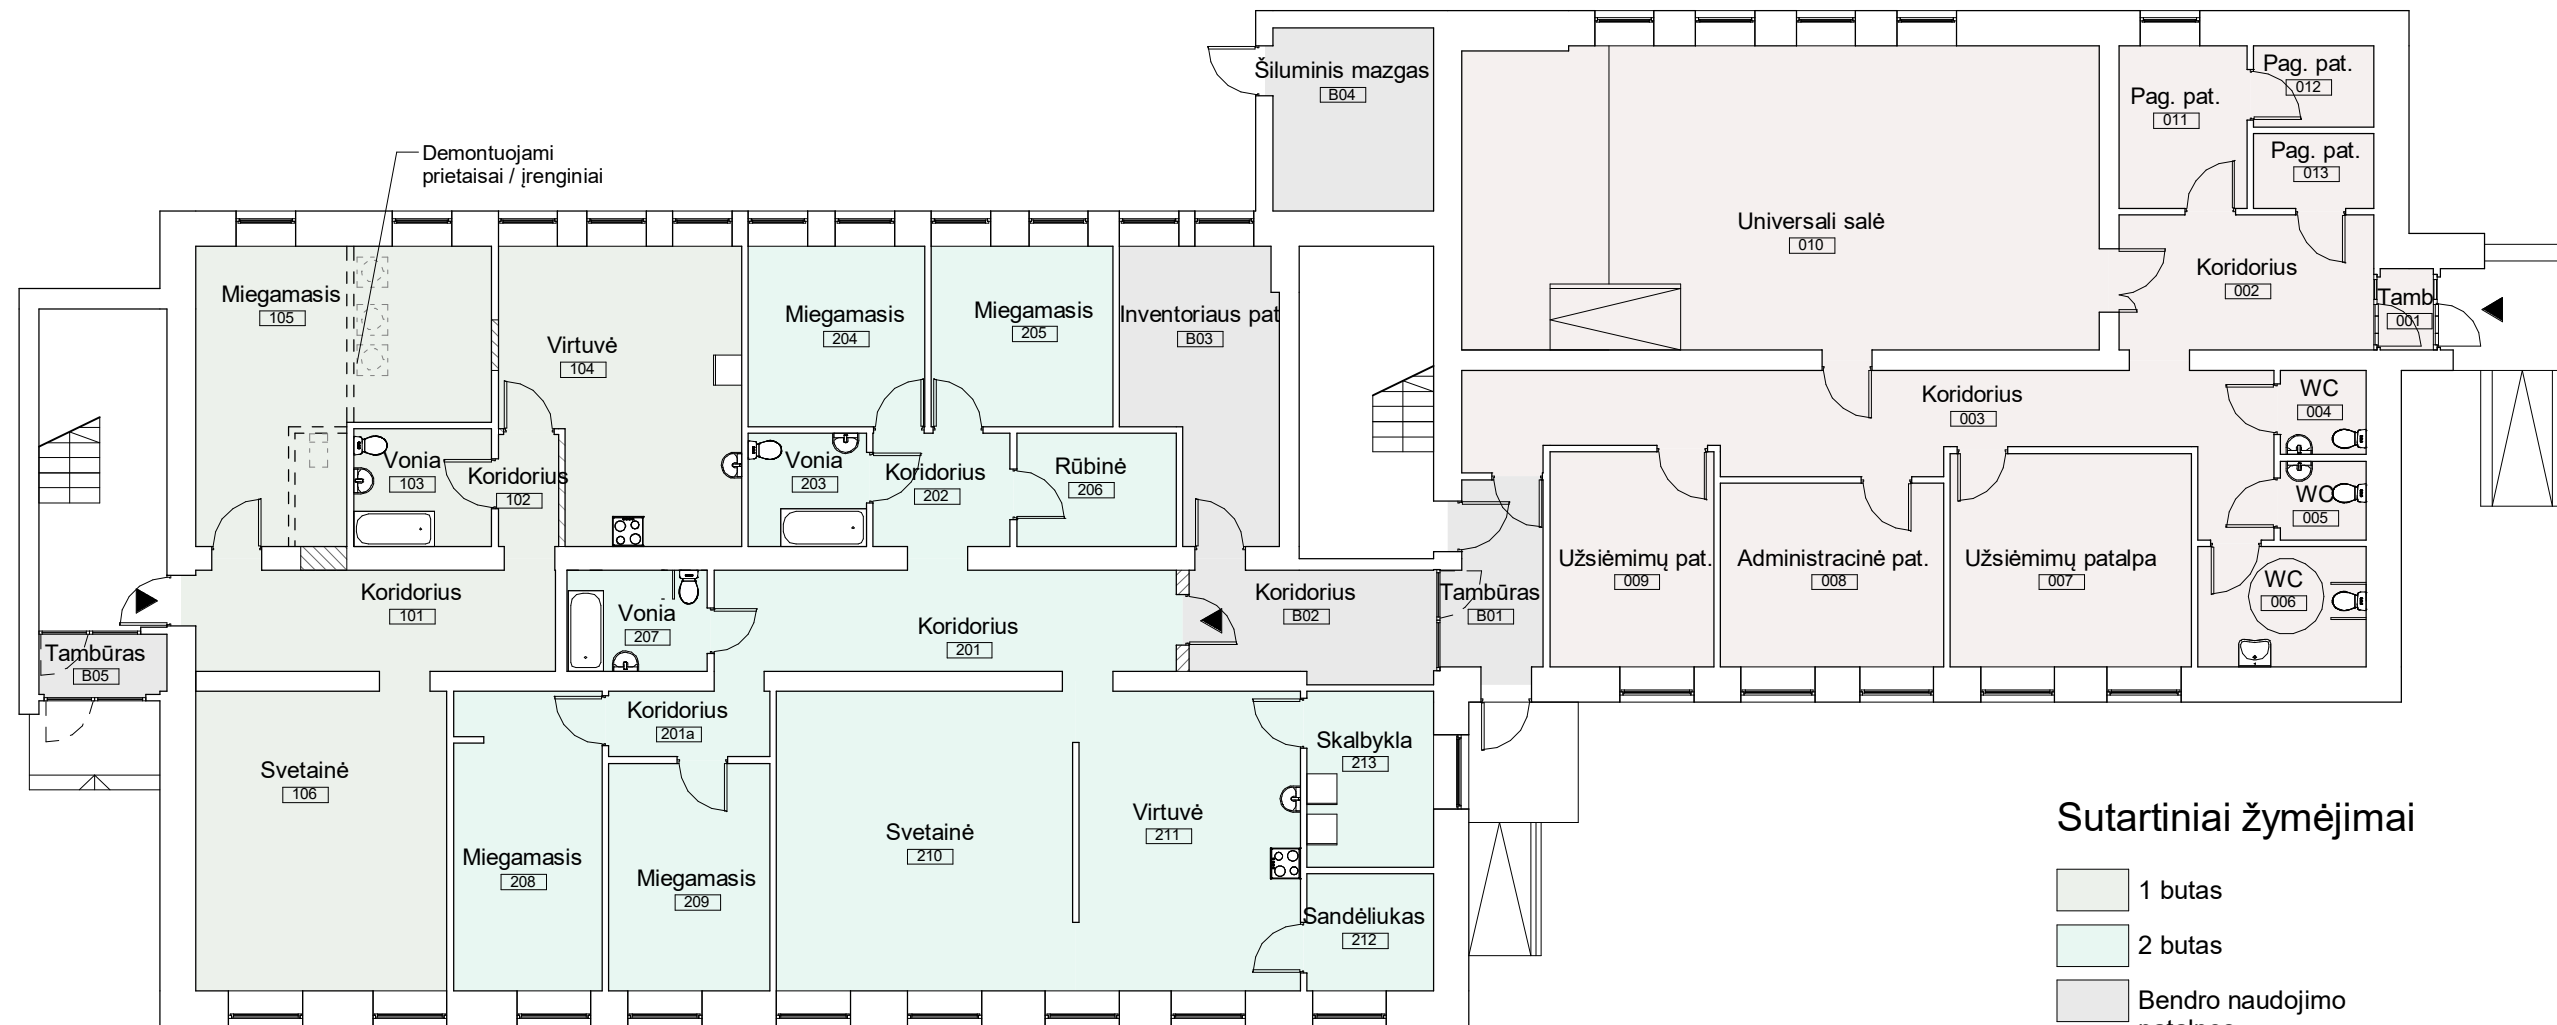 Šiluminis mazgas
B04
Pag. pat.
012
Pag. pat.
011
Pag. pat.
013
Demontuojami
prietaisai / įrenginiai
Universali salė
010
Koridorius
002
Tamb
001
Miegamasis
105
Virtuvė
104
Miegamasis
204
Miegamasis
205
Inventoriaus pat
B03
Koridorius
003
WC
004
WC
005
WC
006
Vonia
103
Koridorius
102
Vonia
203
Koridorius
202
Rūbinė
206
Užsiėmimų pat.
009
Administracinė pat.
008
Užsiėmimų patalpa
007
Koridorius
101
Vonia
207
Koridorius
201
Koridorius
B02
Tambūras
B01
Tambūras
B05
Koridorius
201a
Svetainė
106
Miegamasis
208
Miegamasis
209
Svetainė
210
Virtuvė
211
Skalbykla
213
Sandėliukas
212
Sutartiniai žymėjimai
1 butas
2 butas
Bendro naudojimo